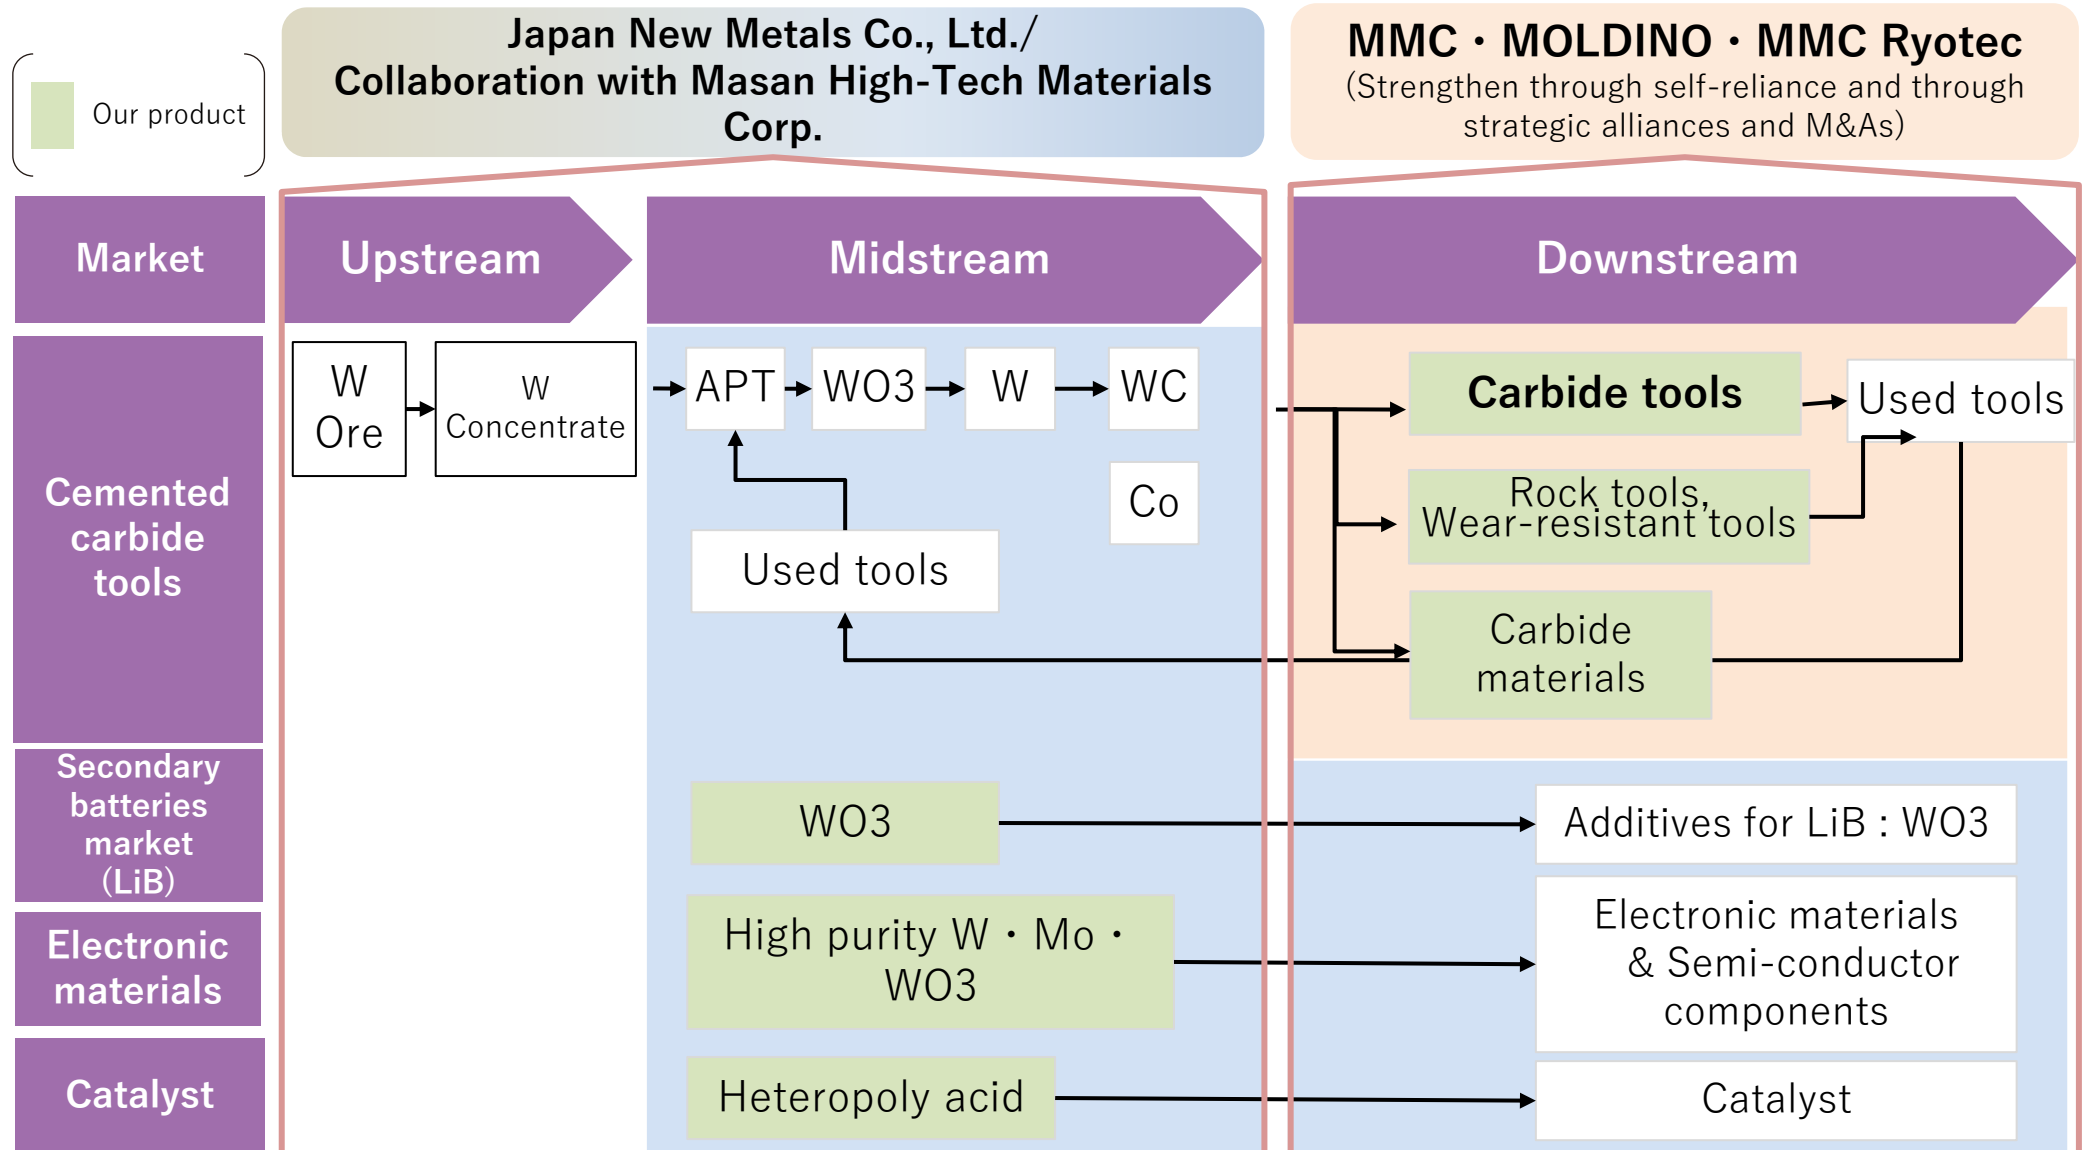 Our product
Japan New Metals Co., Ltd./
Collaboration with Masan High-Tech Materials
Corp.
MMC・MOLDINO・MMC Ryotec
(Strengthen through self-reliance and through
strategic alliances and M&As)
Market
Upstream
Midstream
Downstream
Cemented
carbide
tools
W
Ore
W
Concentrate
APT
WO3
W
WC
Co
Used tools
Carbide tools
Used tools
Rock tools,
Wear-resistant tools
Carbide
materials
Secondary
batteries
market
(LiB)
WO3
Additives for LiB : WO3
Electronic
materials
High purity W・Mo・
WO3
Electronic materials
& Semi-conductor
components
Catalyst
Heteropoly acid
Catalyst